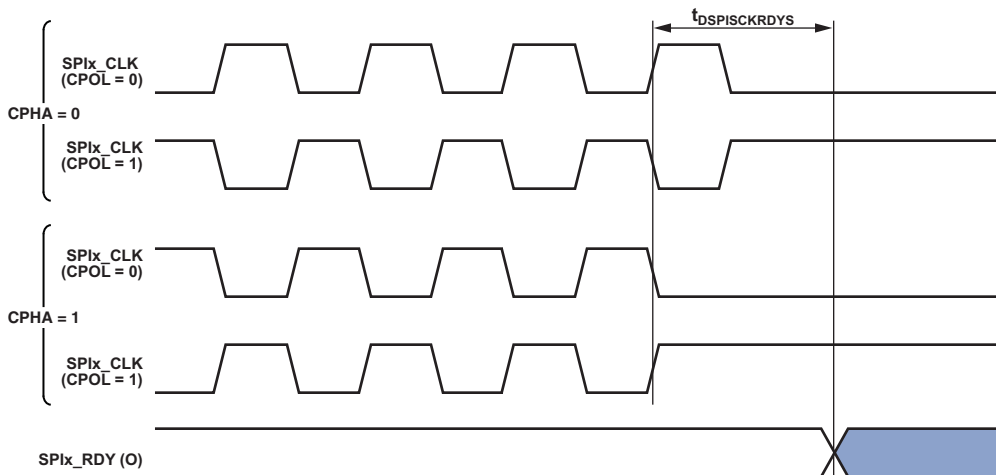 tDSPISCKRDYS
SPIx_CLK
(CPOL = 0)
CPHA = 0
SPIx_CLK
(CPOL = 1)
SPIx_CLK
(CPOL = 0)
CPHA = 1
SPIx_CLK
(CPOL = 1)
SPIx_RDY (O)